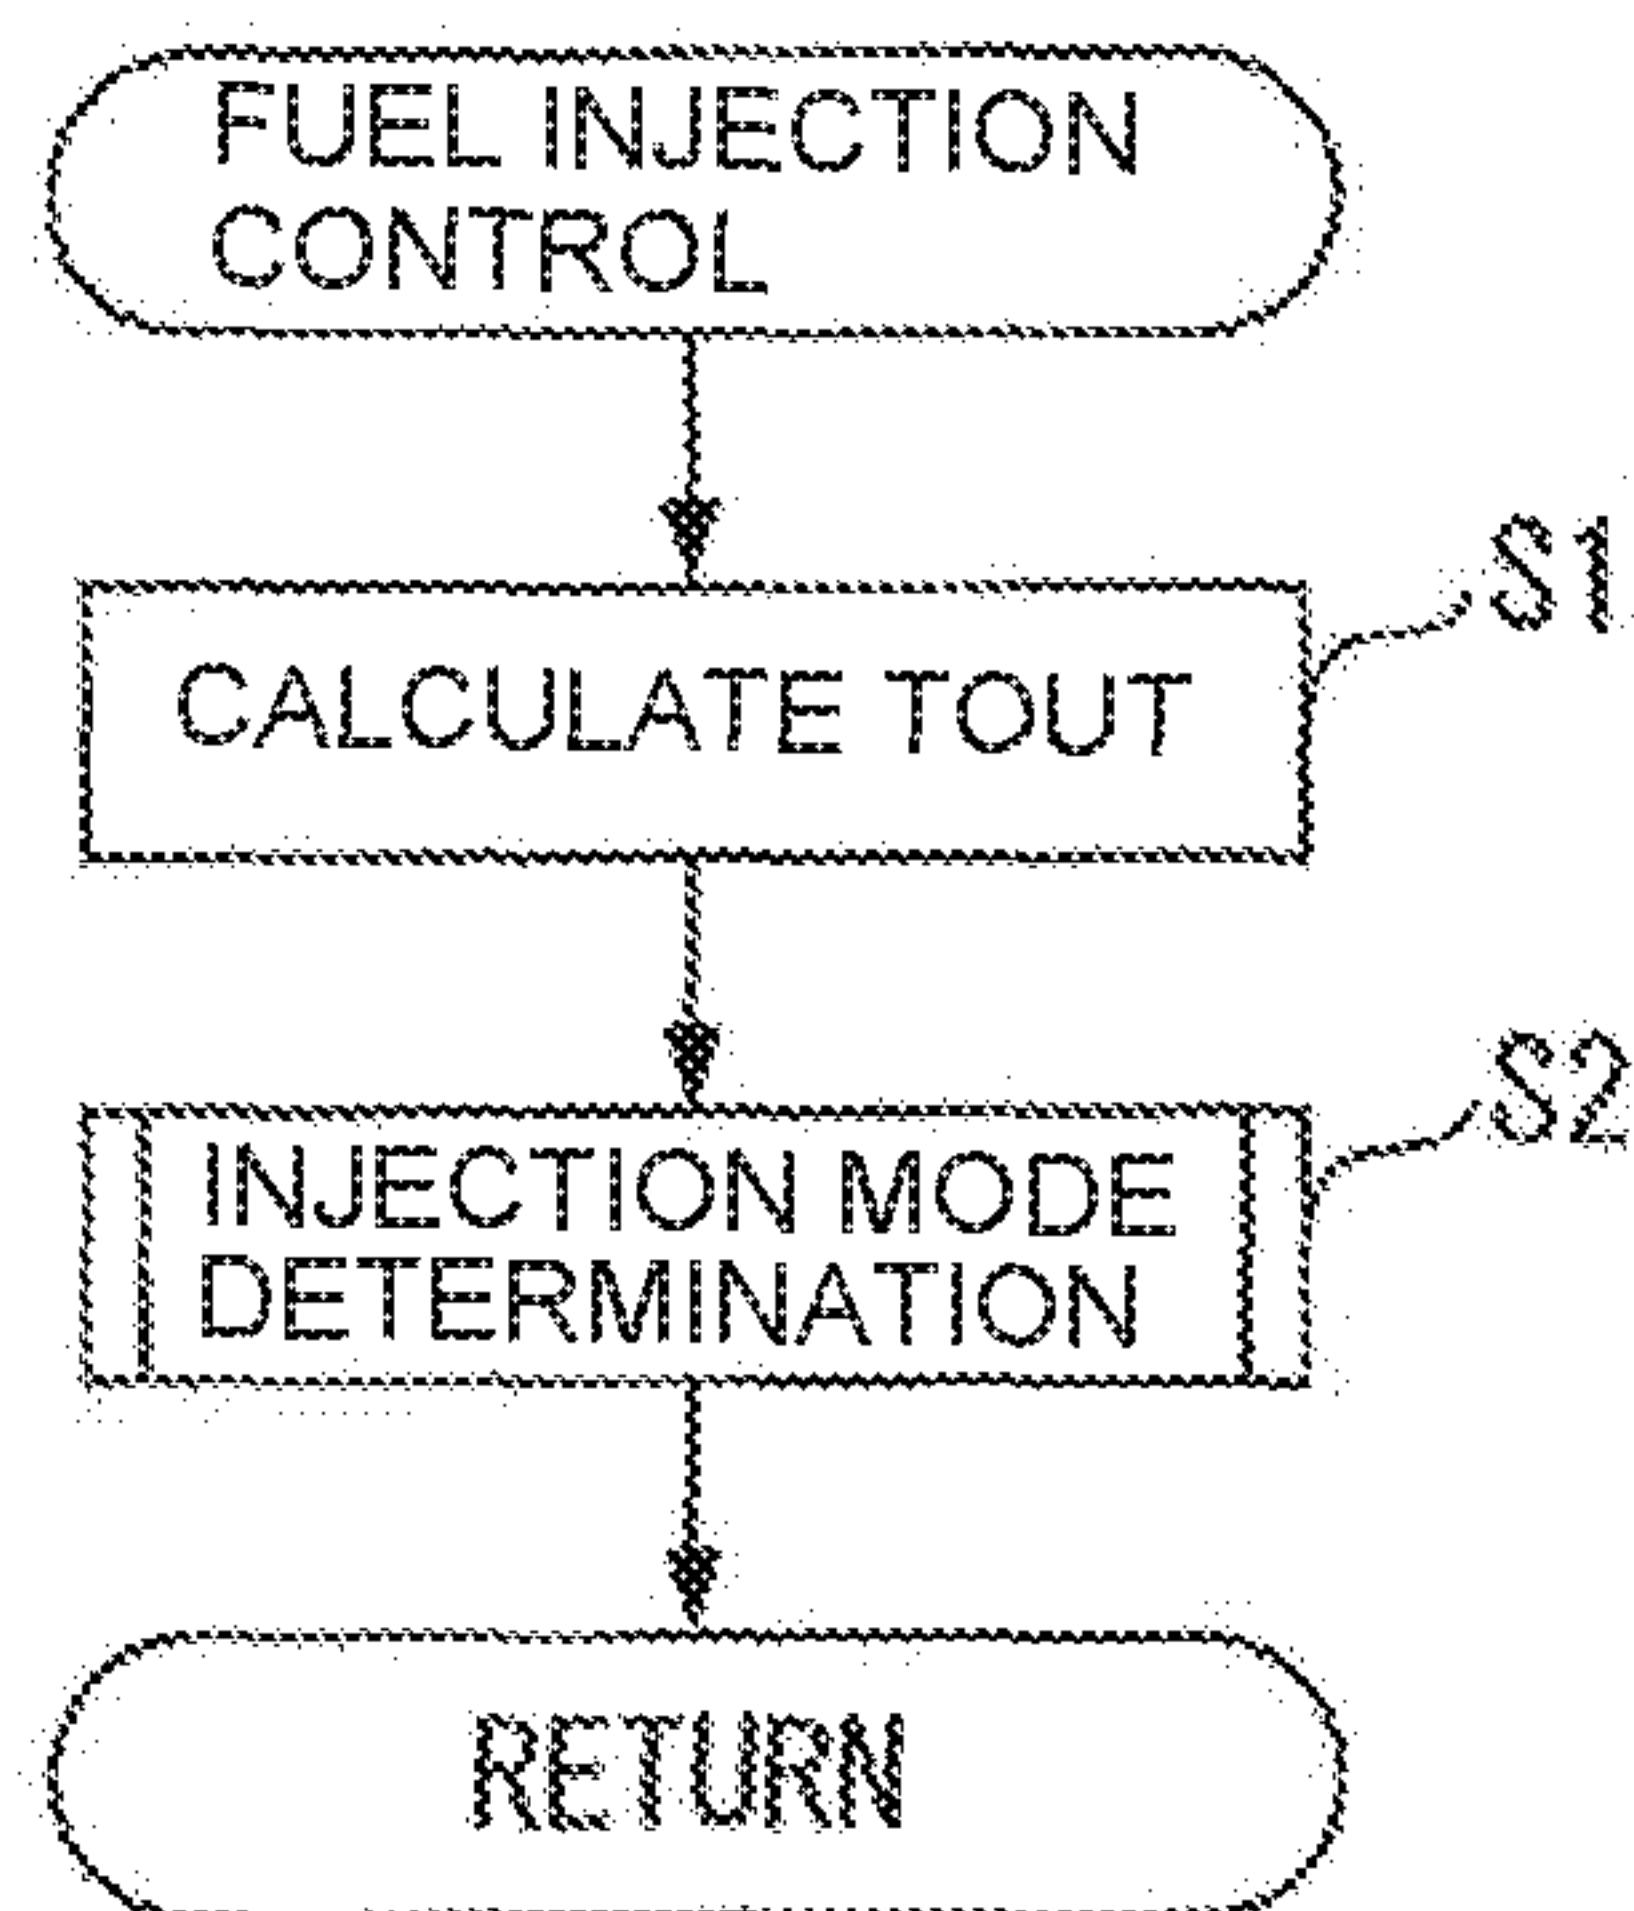 FUEL INJECTION
CONTROL
S1
CALCULATE TOUT
S2
INJECTION MODE
DETERMINATION
RETURN